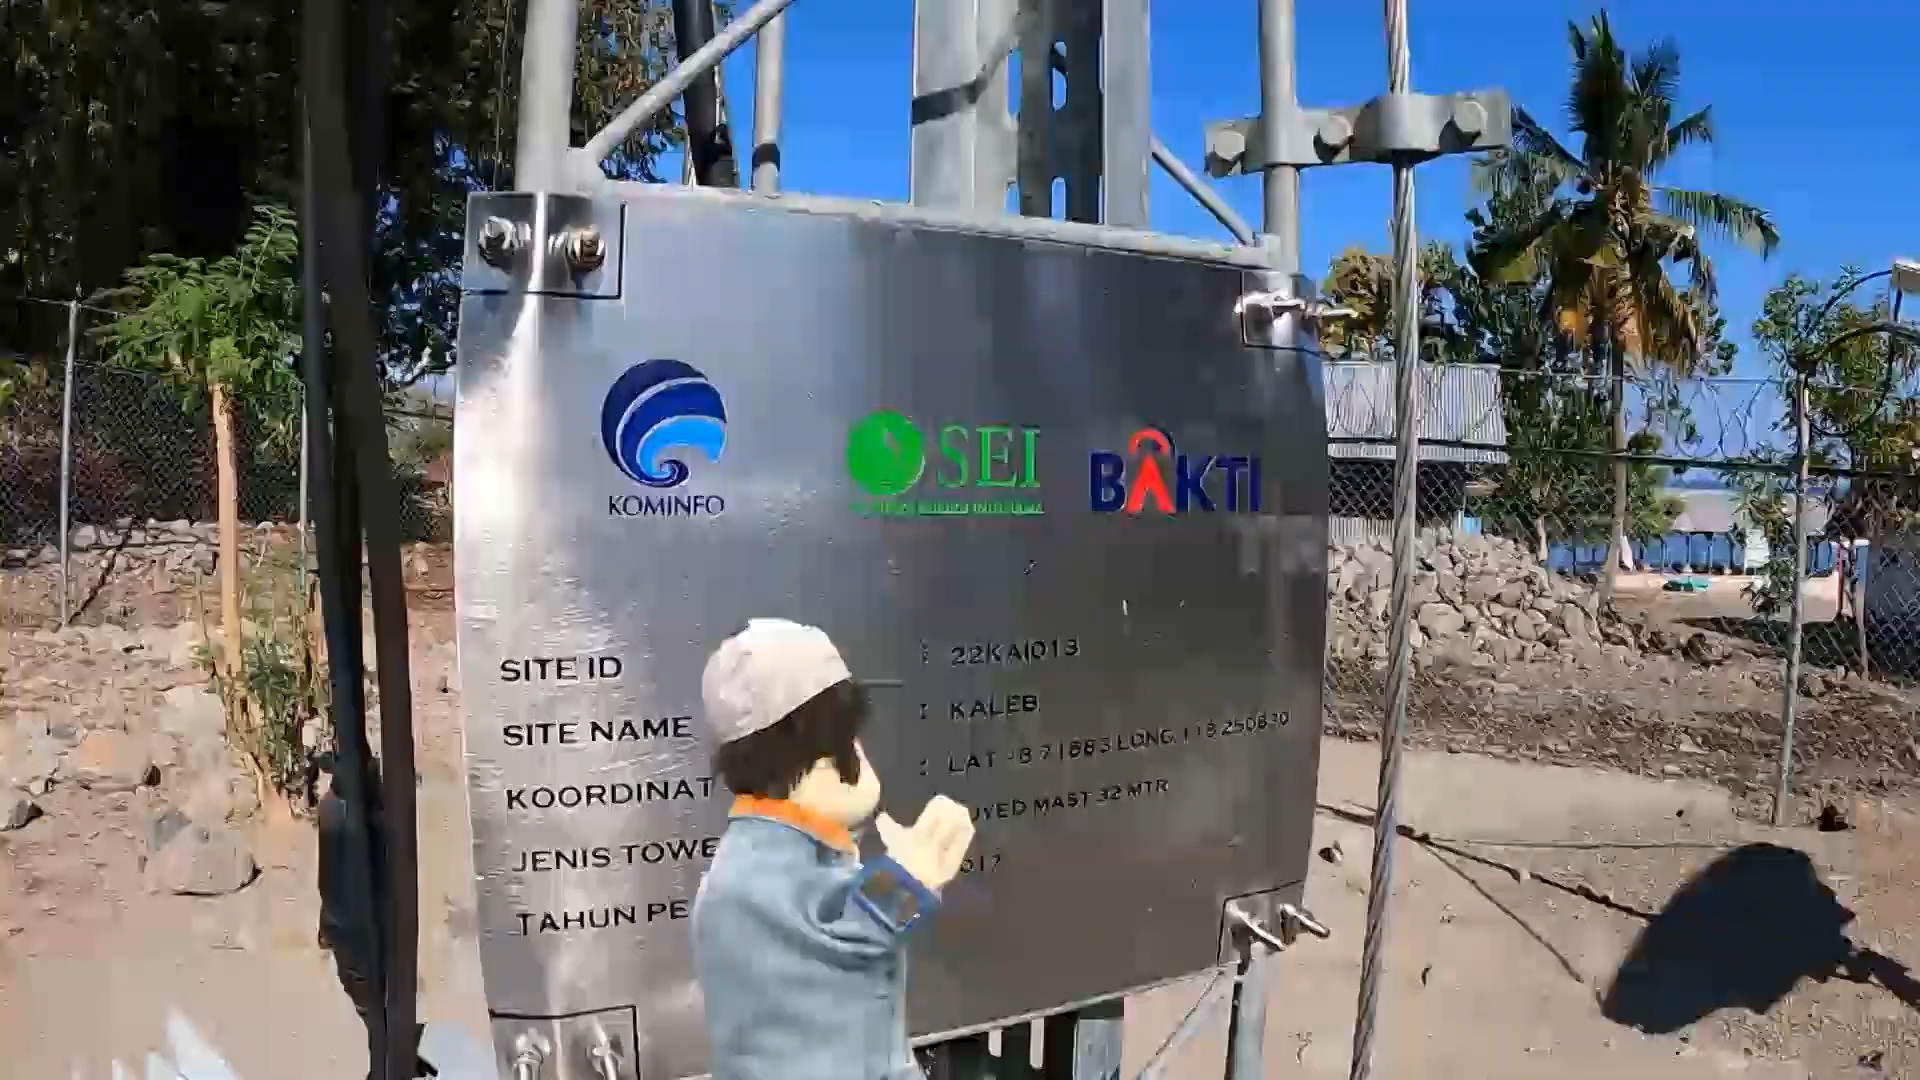 KOMINFO
SEI
BAKTI
SITE ID : 22KAI013
SITE NAME : KALEB
KOORDINAT : LAT -8.71883 LONG. 118.250830
JENIS TOWE UYED MAST 32 MTR
TAHUN PE 017